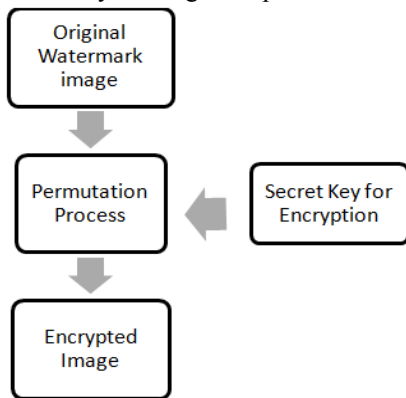 Original
Watermark
image
Permutation
Process
Secret Key for
Encryption
Encrypted
Image